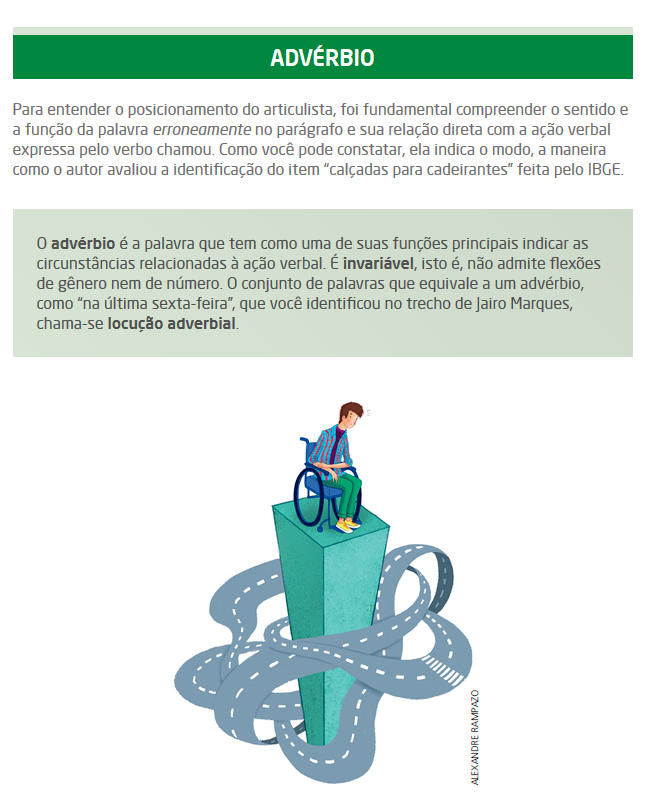 ADVÉRBIO
Para entender o posicionamento do articulista, foi fundamental compreender o sentido e
a função da palavra erroneamente no parágrafo e sua relação direta com a ação verbal
expressa pelo verbo chamou. Como você pode constatar, ela indica o modo, a maneira
como o autor avaliou a identificação do item “calçadas para cadeirantes” feita pelo IBGE.
O advérbio é a palavra que tem como uma de suas funções principais indicar as
circunstâncias relacionadas à ação verbal. É invariável, isto é, não admite flexões
de gênero nem de número. O conjunto de palavras que equivale a um advérbio,
como “na última sexta-feira”, que você identificou no trecho de Jairo Marques,
chama-se locução adverbial.
ALEXANDRE RAMPAZO